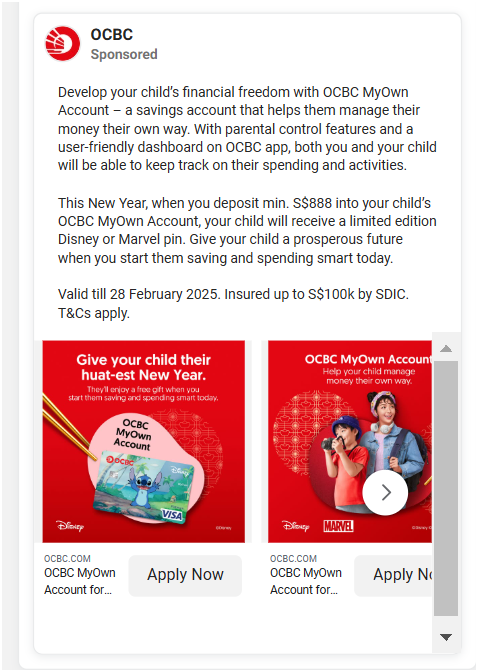 OCBC
Sponsored
Develop your child’s financial freedom with OCBC MyOwn
Account – a savings account that helps them manage their
money their own way. With parental control features and a
user-friendly dashboard on OCBC app, both you and your child
will be able to keep track on their spending and activities.
This New Year, when you deposit min. S$888 into your child’s
OCBC MyOwn Account, your child will receive a limited edition
Disney or Marvel pin. Give your child a prosperous future
when you start them saving and spending smart today.
Valid till 28 February 2025. Insured up to S$100k by SDIC.
T&Cs apply.
Give your child their
huat-est New Year.
They'll enjoy a free gift when you
start them saving and spending smart today.
OCBC
MyOwn
Account
OCBC
Disney
VISA
Disney
©Disney
OCBC MyOwn Account
Help your child manage
money their own way.
Disney
MARVEL
©Disney ©
OCBC.COM
OCBC MyOwn
Account for...
Apply Now
OCBC.COM
OCBC MyOwn
Account for...
Apply No